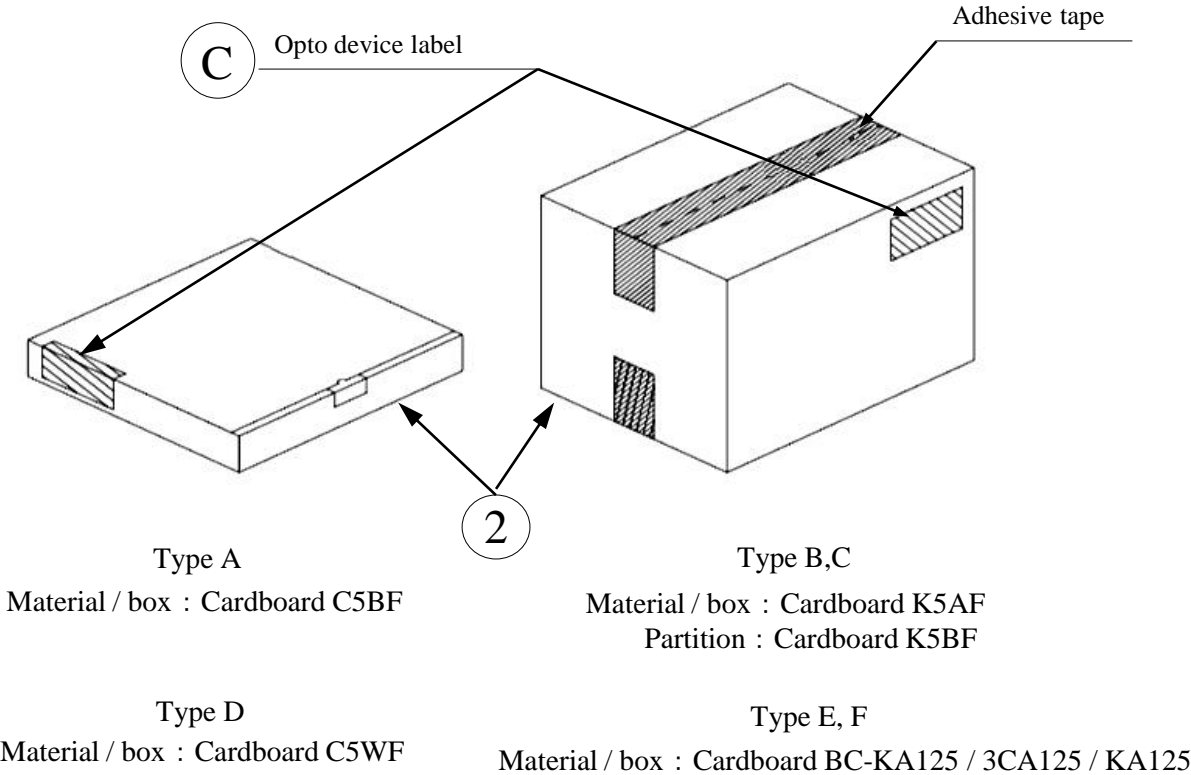 Adhesive tape
C
Opto device label
2
Type A
Material / box：Cardboard C5BF
Type B,C
Material / box：Cardboard K5AF
Partition：Cardboard K5BF
Type D
Material / box：Cardboard C5WF
Type E, F
Material / box：Cardboard BC-KA125 / 3CA125 / KA125